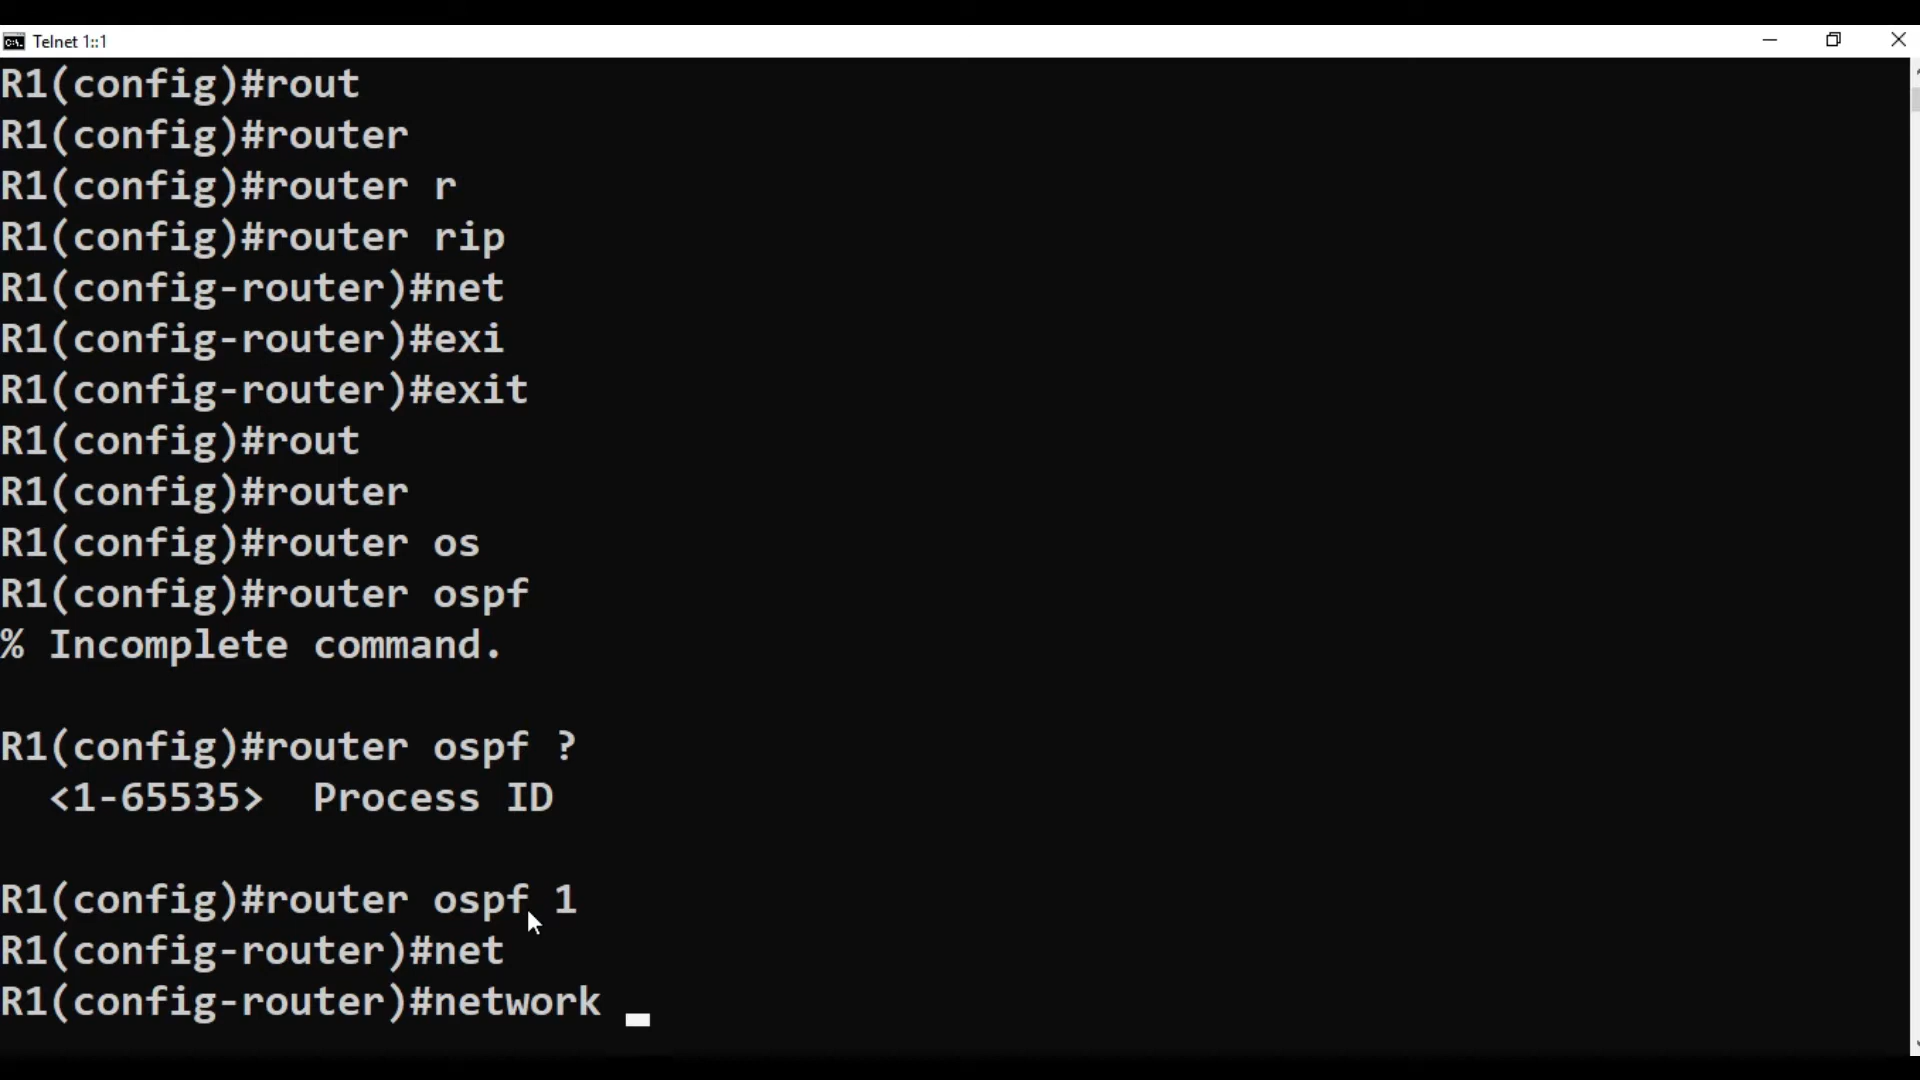 Telnet 1::1
R1(config)#rout
R1(config)#router
R1(config)#router r
R1(config)#router rip
R1(config-router)#net
R1(config-router)#exi
R1(config-router)#exit
R1(config)#rout
R1(config)#router
R1(config)#router os
R1(config)#router ospf
% Incomplete command.
R1(config)#router ospf ?
<1-65535>  Process ID
R1(config)#router ospf 1
R1(config-router)#net
R1(config-router)#network